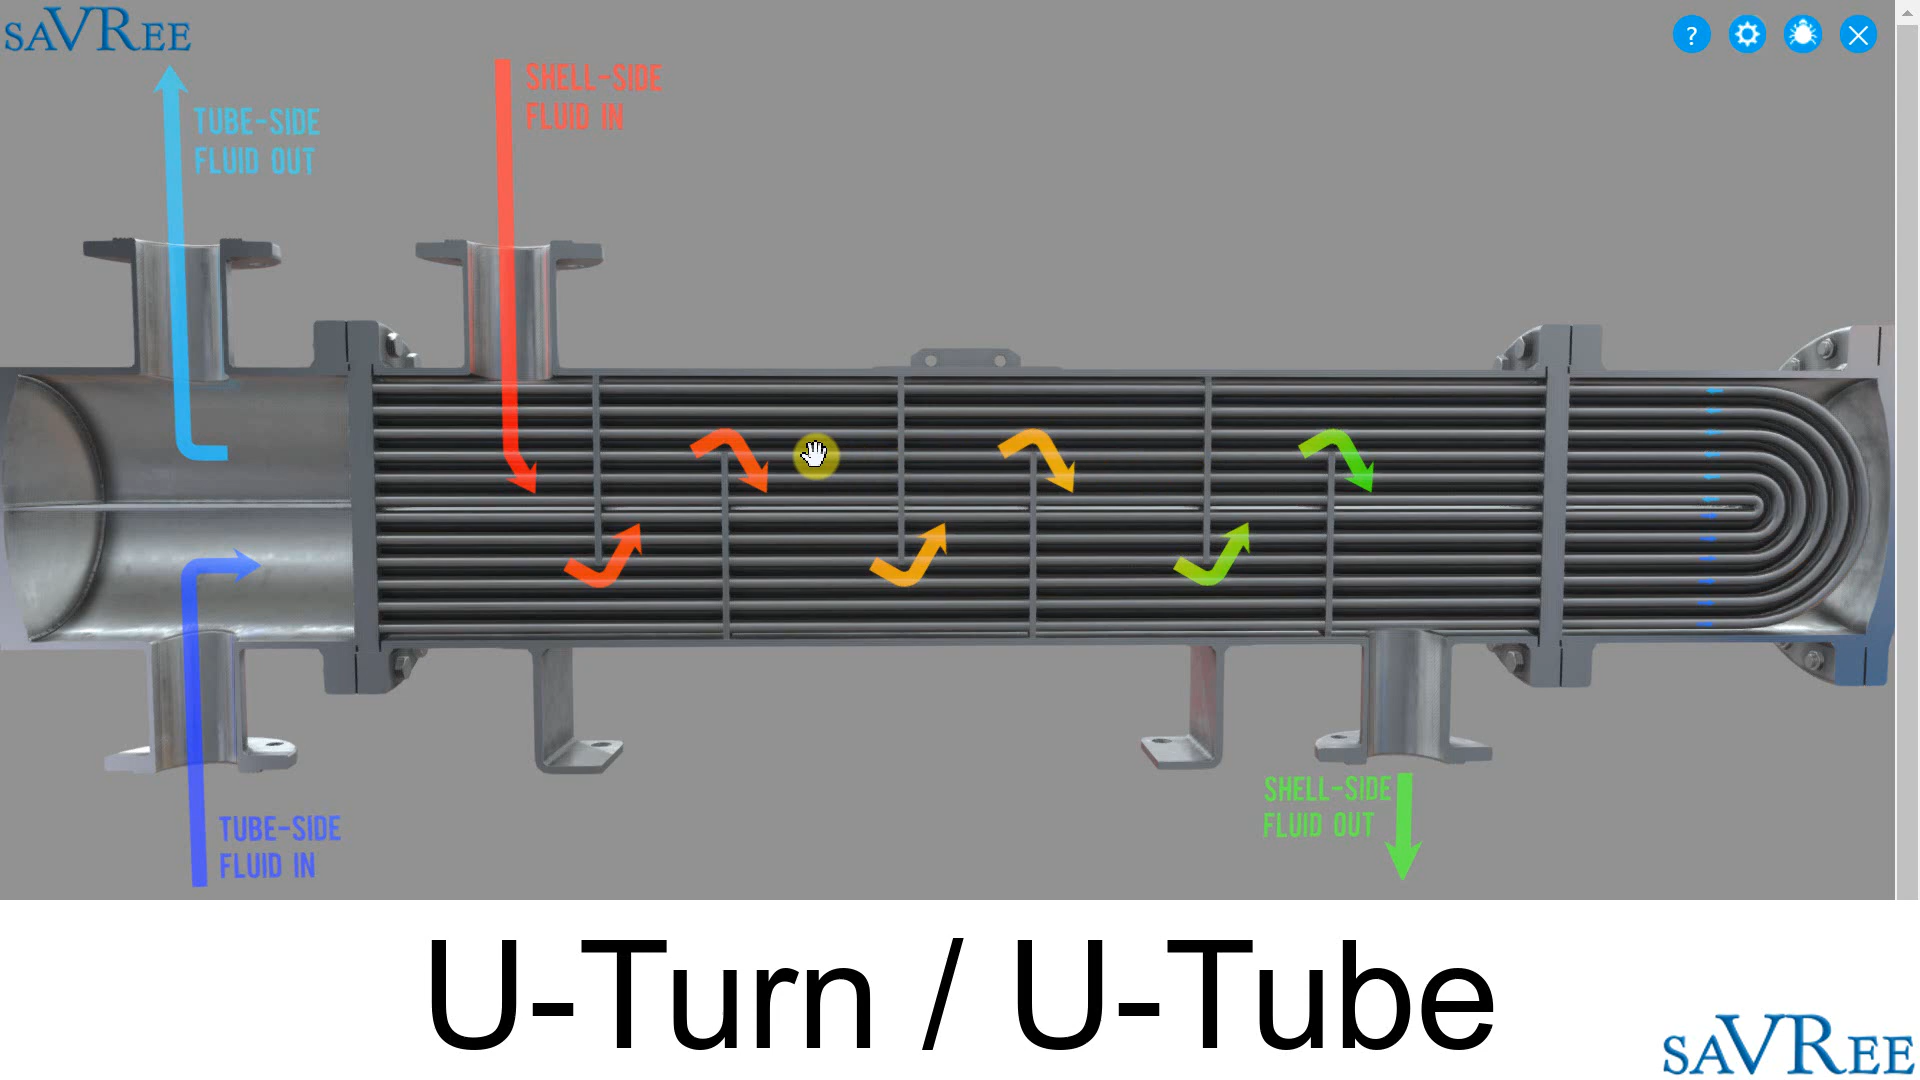 saVRee
TUBE-SIDE
FLUID OUT
SHELL-SIDE
FLUID IN
?
TUBE-SIDE
FLUID IN
SHELL-SIDE
FLUID OUT
U-Turn / U-Tube
saVRee